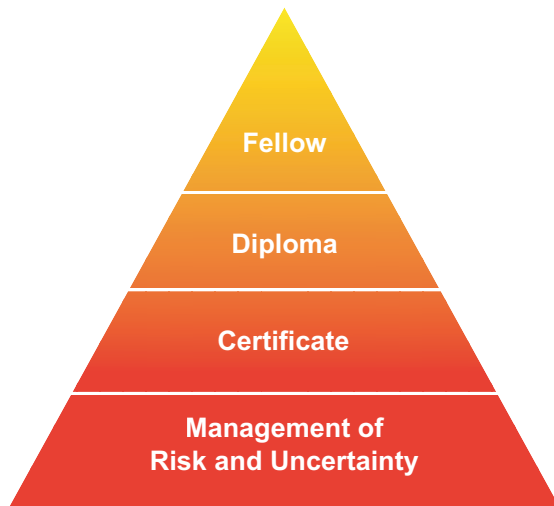 Fellow
Diploma
Certificate
Management of
Risk and Uncertainty